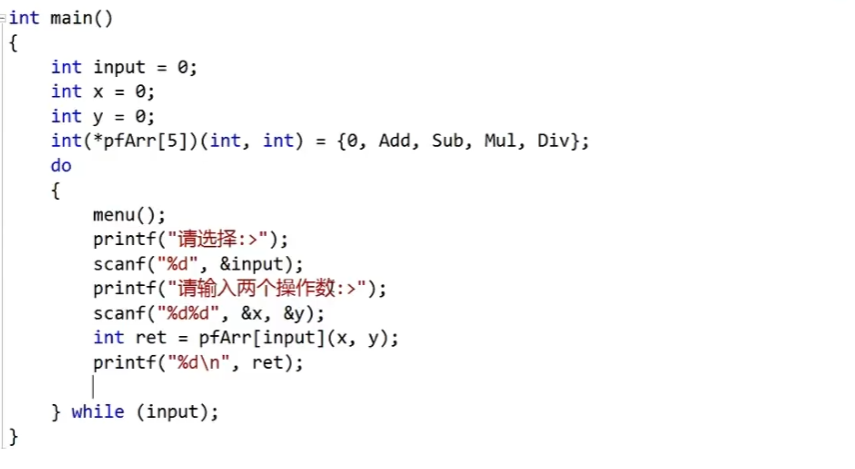 int main()
{
    int input = 0;
    int x = 0;
    int y = 0;
    int(*pfArr[5])(int, int) = {0, Add, Sub, Mul, Div};
    do
    {
        menu();
        printf("请选择:>");
        scanf("%d", &input);
        printf("请输入两个操作数:>");
        scanf("%d%d", &x, &y);
        int ret = pfArr[input](x, y);
        printf("%d\n", ret);
    } while (input);
}